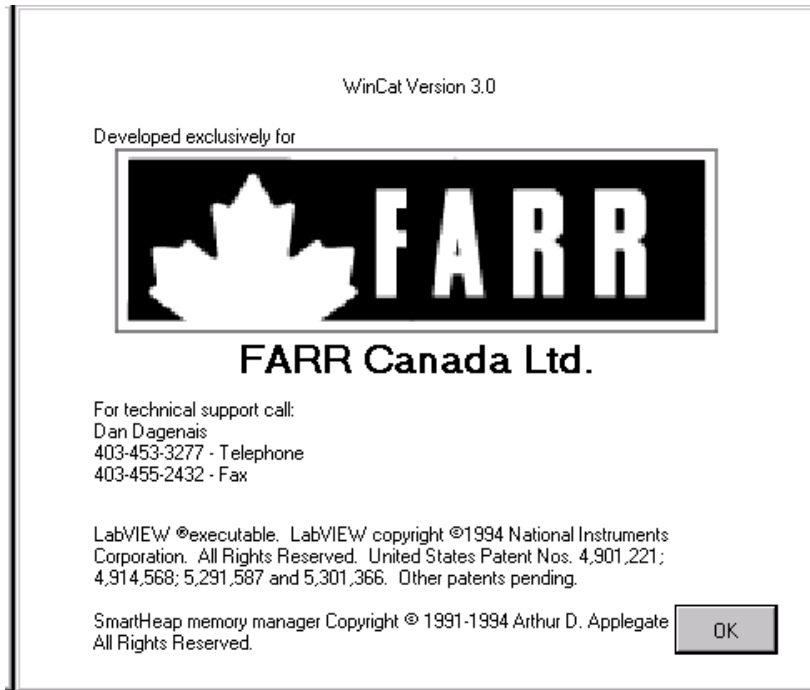 WinCat Version 3.0
Developed exclusively for
FARR
FARR Canada Ltd.
For technical support call:
Dan Dagenais
403-453-3277 - Telephone
403-455-2432 - Fax
LabVIEW ®executable.  LabVIEW copyright ©1994 National Instruments
Corporation.  All Rights Reserved.  United States Patent Nos. 4,901,221;
4,914,568; 5,291,587 and 5,301,366.  Other patents pending.
SmartHeap memory manager Copyright © 1991-1994 Arthur D. Applegate
All Rights Reserved.
OK